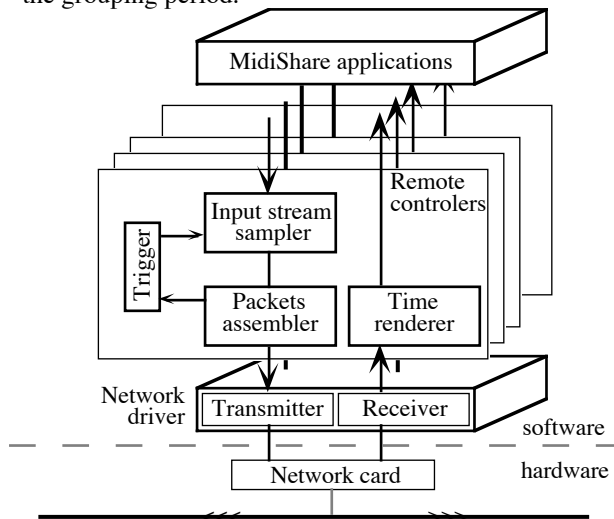 the grouping period.
MidiShare applications
Remote
controlers
Input stream
sampler
Trigger
Packets
assembler
Time
renderer
Network
driver
Transmitter
Receiver
software
hardware
Network card